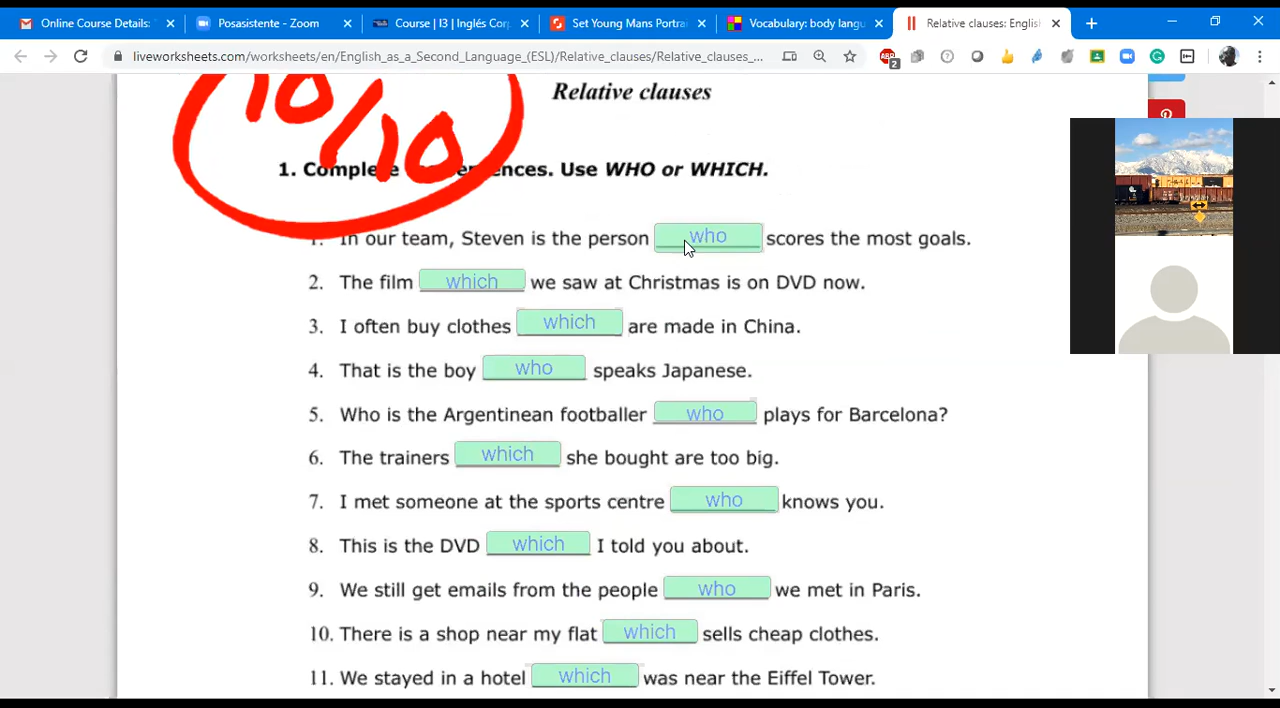 Online Course Details:
Posasistente - Zoom
Course | I3 | Inglés Corp
Set Young Mans Portrai
Vocabulary: body langu
Relative clauses: English
liveworksheets.com/worksheets/en/English_as_a_Second_Language_(ESL)/Relative_clauses/Relative_clauses_...
2
10/10
Relative clauses
1. Complete sentences. Use WHO or WHICH.
1. In our team, Steven is the person who scores the most goals.
2. The film which we saw at Christmas is on DVD now.
3. I often buy clothes which are made in China.
4. That is the boy who speaks Japanese.
5. Who is the Argentinean footballer who plays for Barcelona?
6. The trainers which she bought are too big.
7. I met someone at the sports centre who knows you.
8. This is the DVD which I told you about.
9. We still get emails from the people who we met in Paris.
10. There is a shop near my flat which sells cheap clothes.
11. We stayed in a hotel which was near the Eiffel Tower.